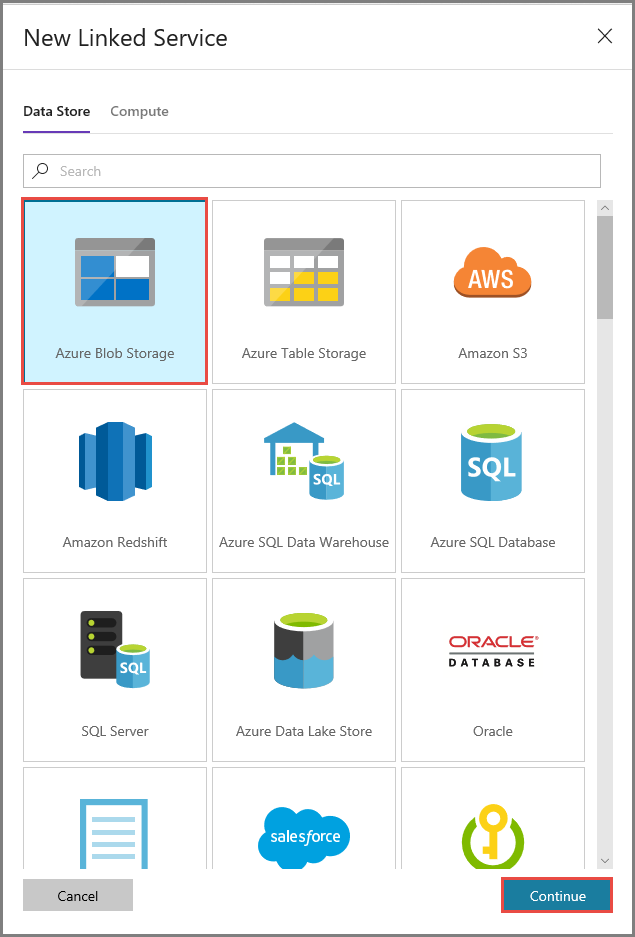 New Linked Service
Data Store
Compute
Search
Azure Blob Storage
Azure Table Storage
AWS
Amazon S3
Amazon Redshift
SQL
Azure SQL Data Warehouse
SQL
Azure SQL Database
SQL
SQL Server
Azure Data Lake Store
ORACLE®
DATABASE
Oracle
salesforce
Cancel
Continue